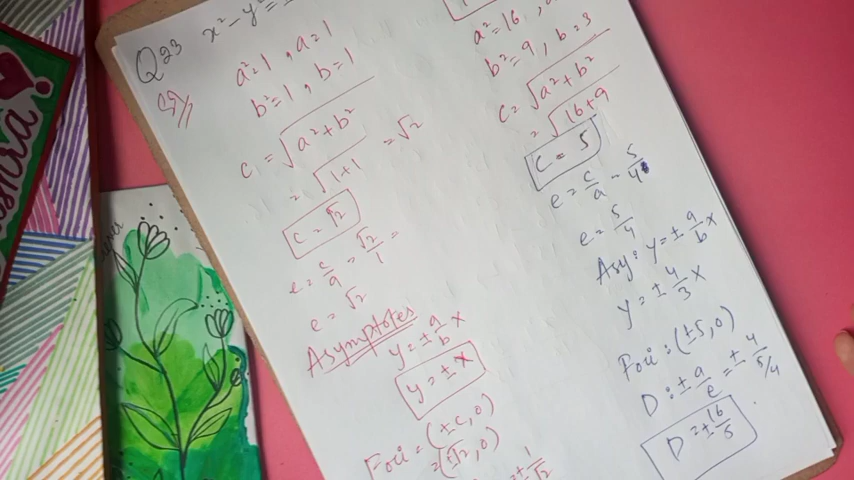 Q23 x² - y² =
a² = 1, a = 1
b² = 1, b = 1
c = √a² + b²
= √1+1 = √2
c = √2
e = c/a = √2/1 =
e = √2
Asymptotes
y = ± a/b x
y = ± x
Foci = (±c, 0)
= (±√2, 0)
= ± 1/√2
a² = 16,
b² = 9, b = 3
c = √a² + b²
= √16+9
c = 5
e = c/a = 5/4
e = 5/4
Asy: y = ± a/b x
y = ± 4/3 x
Foci: (±5, 0)
D: ± a/e = ± 4/5/4
D = ± 16/5